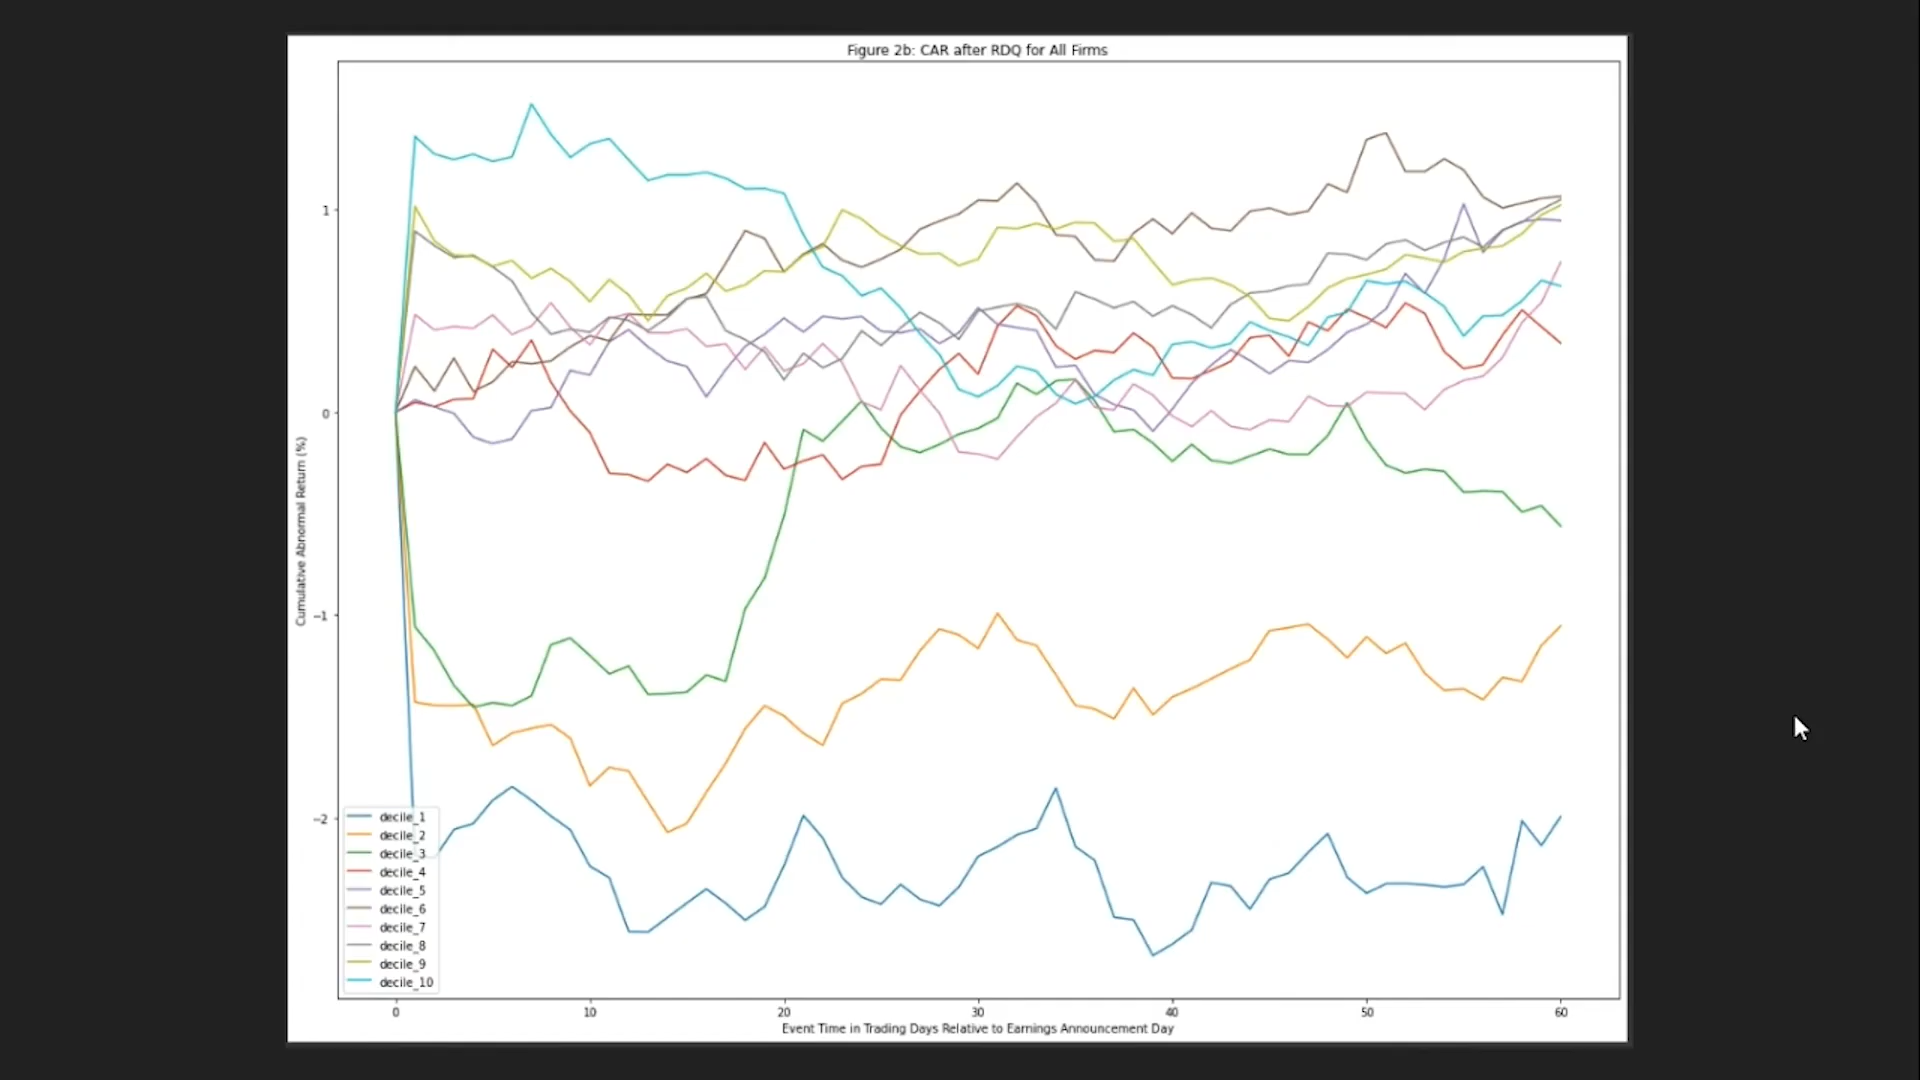 Figure 2b: CAR after RDQ for All Firms
Cumulative Abnormal Return (%)
1
0
−1
−2
decile_1
decile_2
decile_3
decile_4
decile_5
decile_6
decile_7
decile_8
decile_9
decile_10
0 10 20 30 40 50 60
Event Time in Trading Days Relative to Earnings Announcement Day